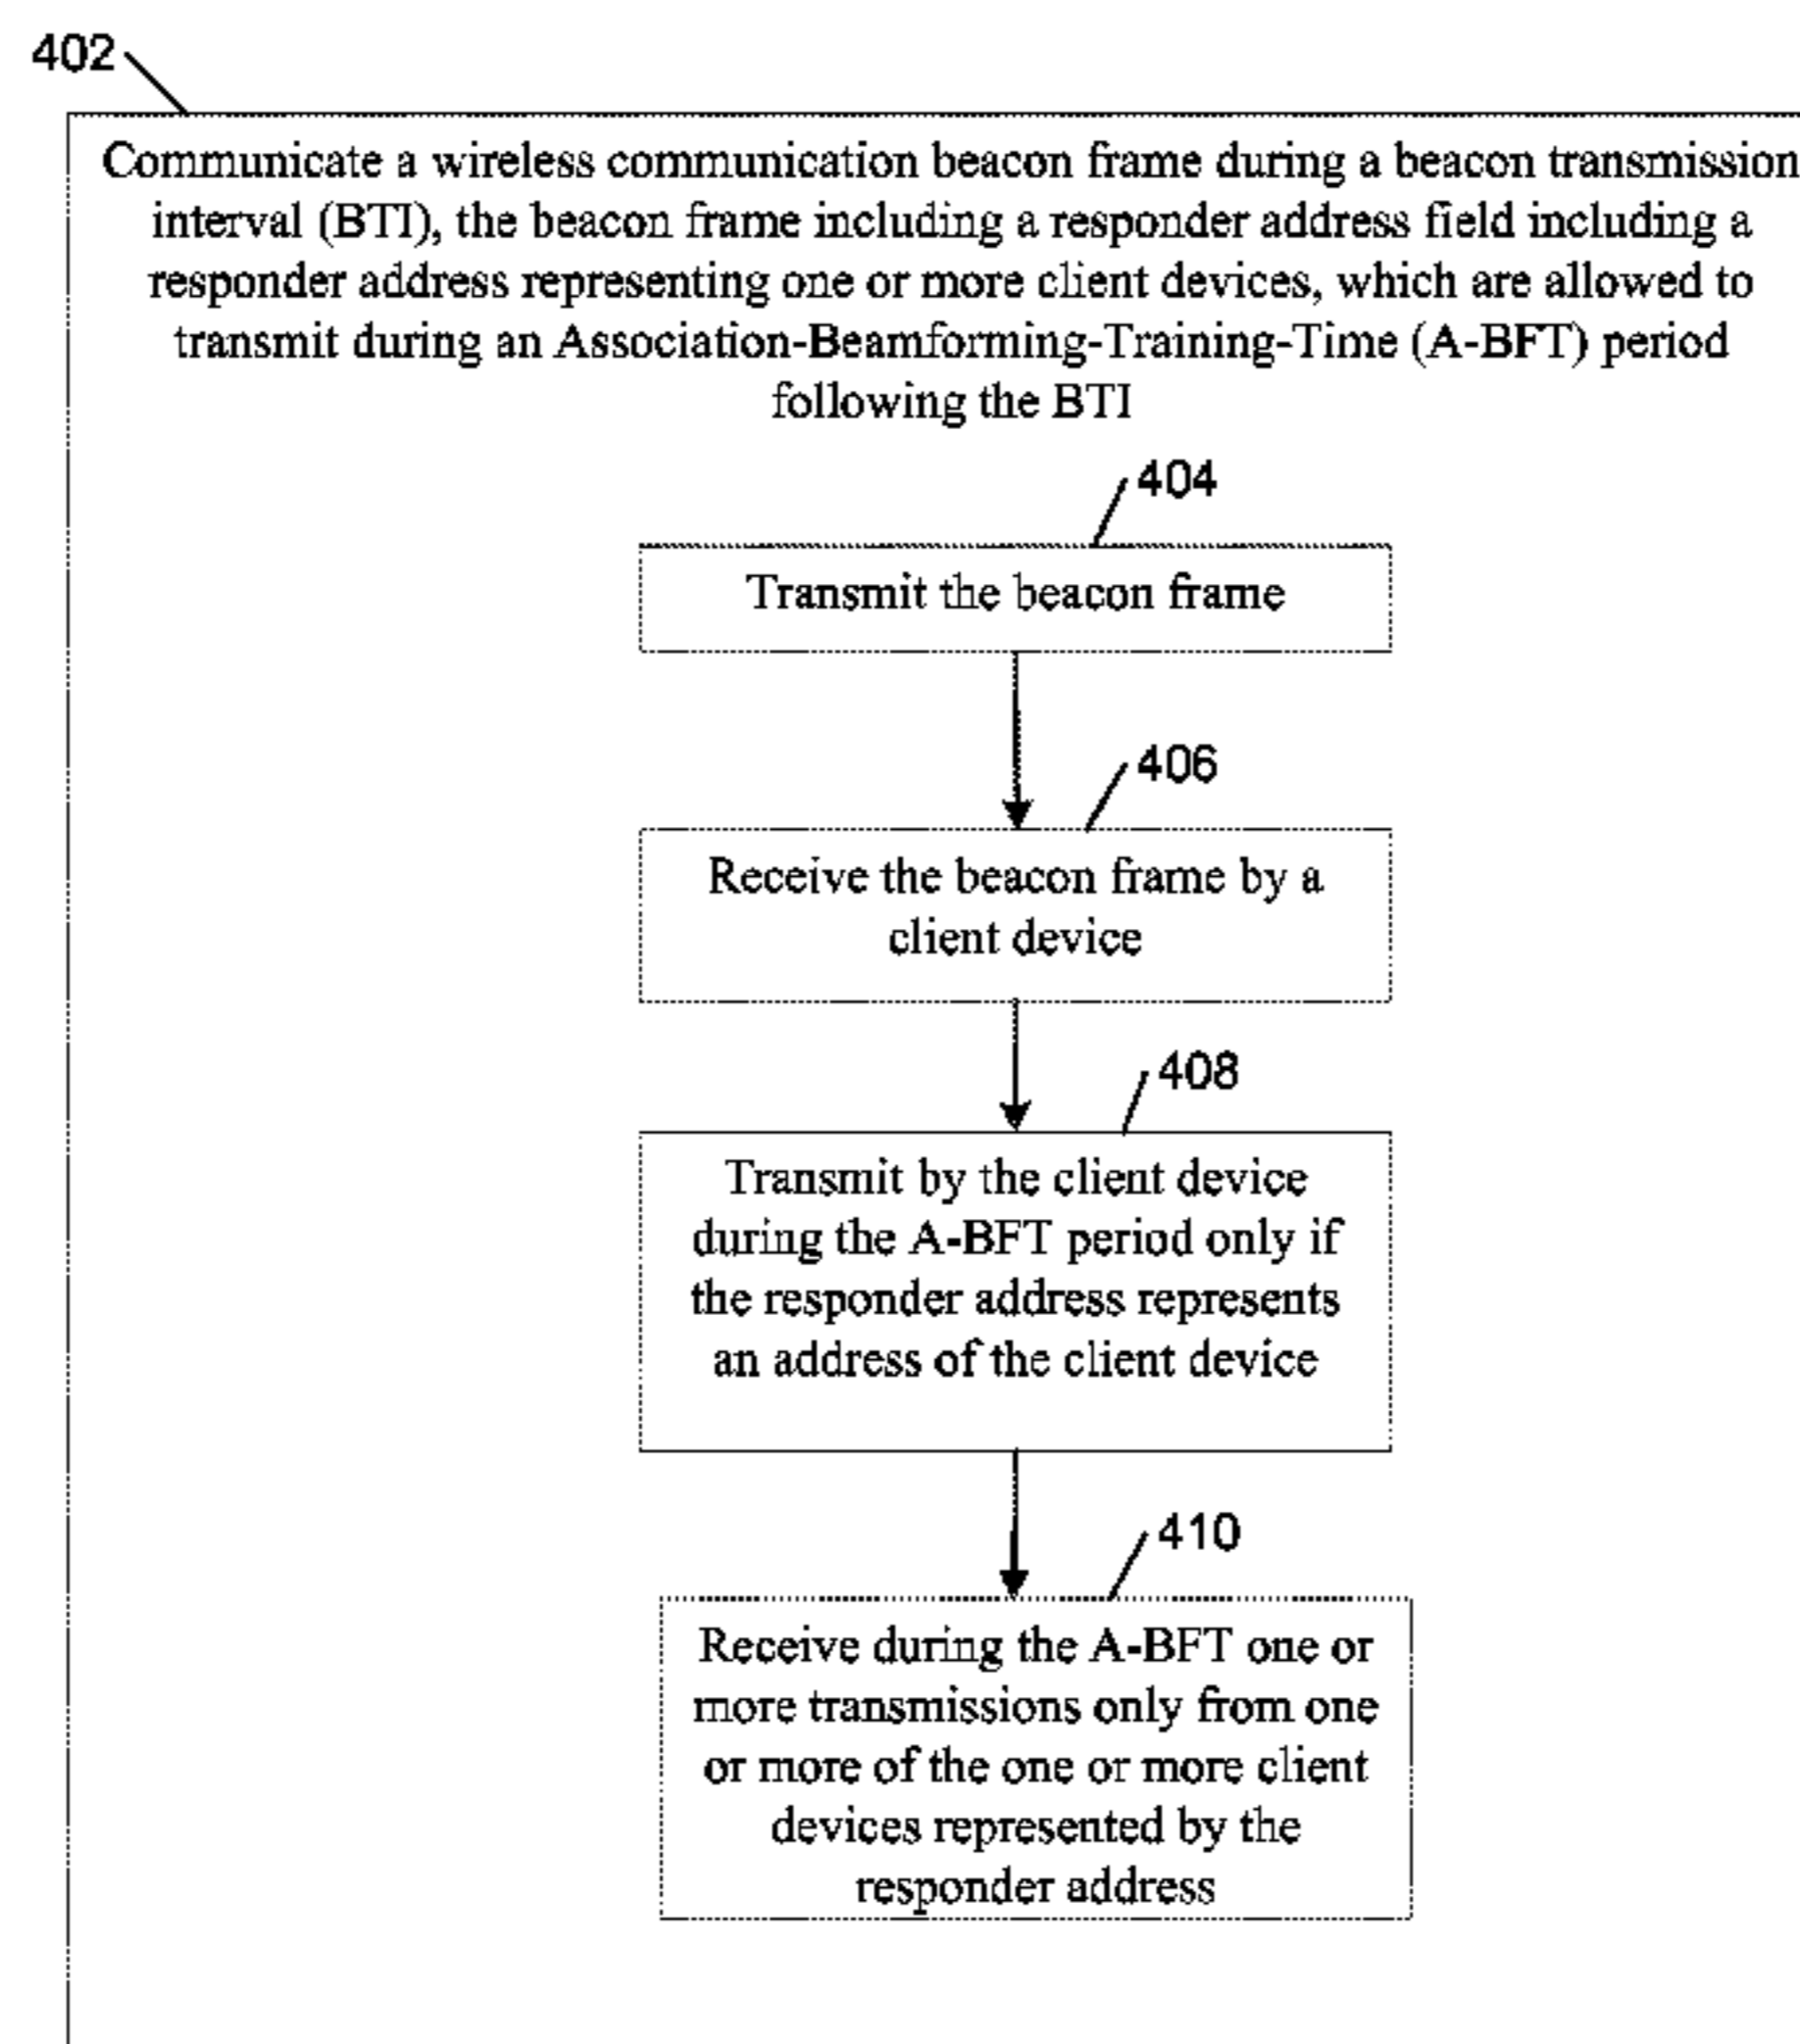 402
Communicate a wireless communication beacon frame during a beacon transmission
interval (BTI), the beacon frame including a responder address field including a
responder address representing one or more client devices, which are allowed to
transmit during an Association-Beamforming-Training-Time (A-BFT) period
following the BTI
404
Transmit the beacon frame
406
Receive the beacon frame by a
client device
408
Transmit by the client device
during the A-BFT period only if
the responder address represents
an address of the client device
410
Receive during the A-BFT one or
more transmissions only from one
or more of the one or more client
devices represented by the
responder address